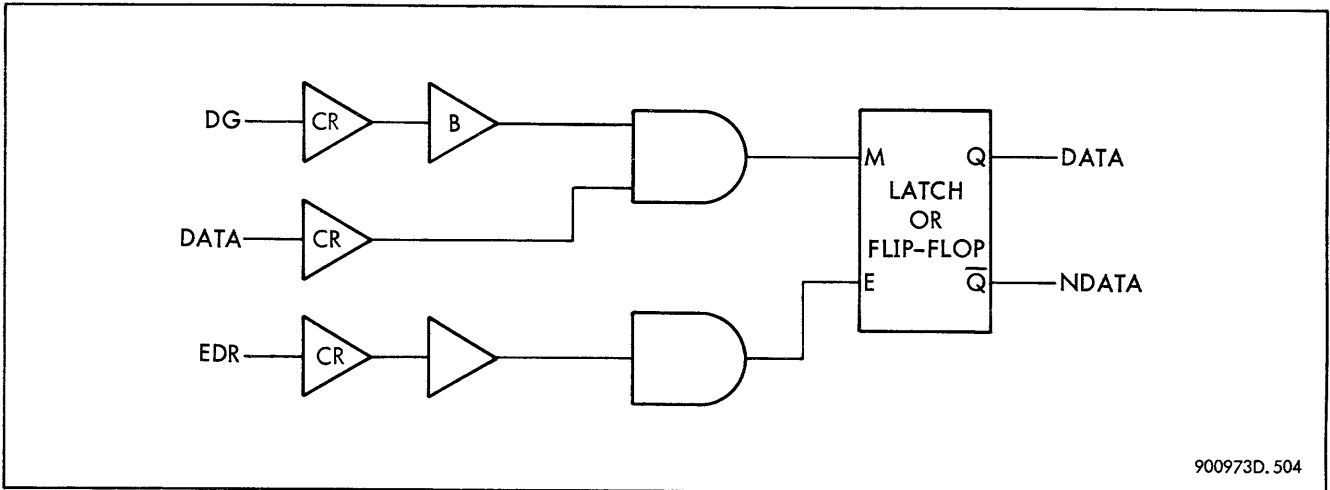 DG
CR
B
DATA
CR
EDR
CR
M
Q
LATCH
OR
FLIP-FLOP
E
Q̅
DATA
NDATA
900973D.504